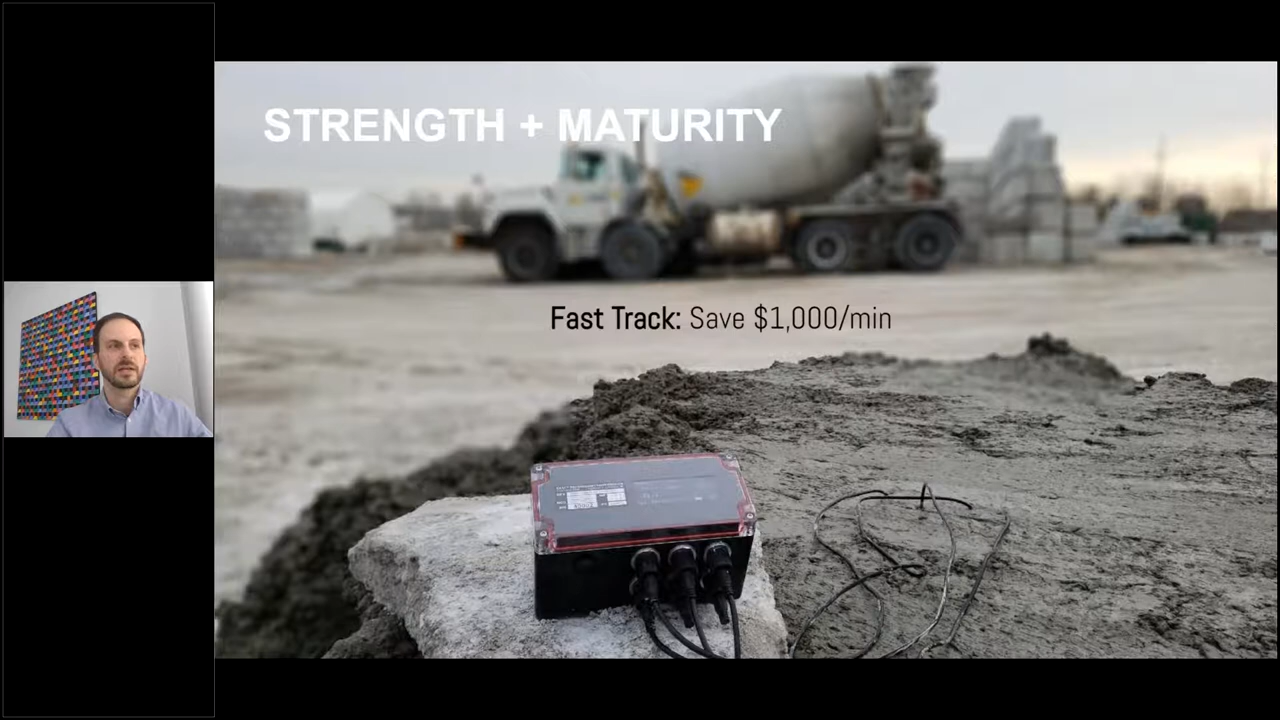 STRENGTH + MATURITY
Fast Track: Save $1,000/min